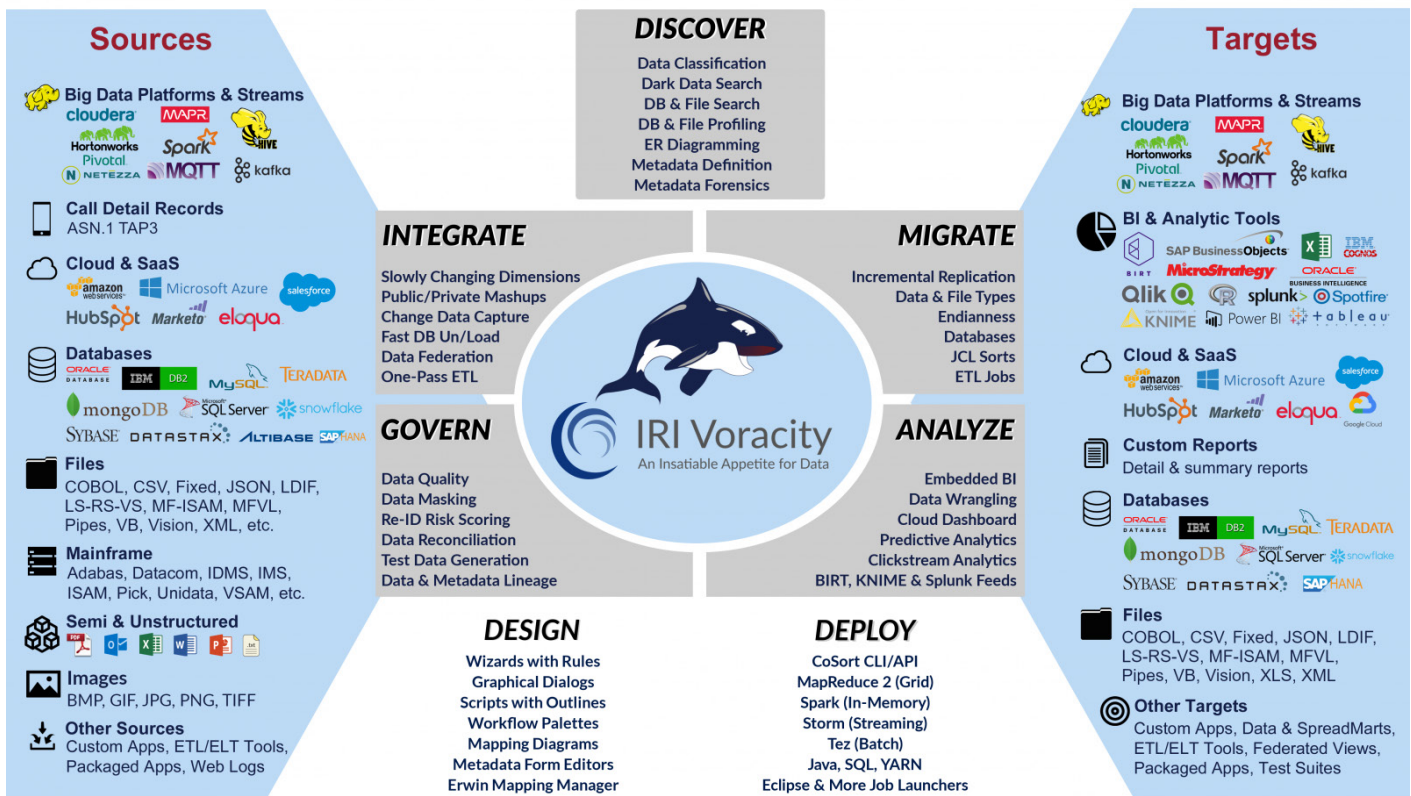 Sources
Big Data Platforms & Streams
cloudera MAPR
HIVE
Hortonworks Spark
Pivotal
N NETEZZA MQTT kafka
Call Detail Records
ASN.1 TAP3
Cloud & SaaS
amazon webservices™ Microsoft Azure salesforce
HubSpot Marketo eloqua
Databases
ORACLE DATABASE IBM DB2 MySQL TERADATA
mongoDB Microsoft SQL Server snowflake
SYBASE DATASTAX ALTIBASE SAP HANA
Files
COBOL, CSV, Fixed, JSON, LDIF,
LS-RS-VS, MF-ISAM, MFVL,
Pipes, VB, Vision, XML, etc.
Mainframe
Adabas, Datacom, IDMS, IMS,
ISAM, Pick, Unidata, VSAM, etc.
Semi & Unstructured
PDF O X W P .txt
Images
BMP, GIF, JPG, PNG, TIFF
Other Sources
Custom Apps, ETL/ELT Tools,
Packaged Apps, Web Logs
DISCOVER
Data Classification
Dark Data Search
DB & File Search
DB & File Profiling
ER Diagramming
Metadata Definition
Metadata Forensics
INTEGRATE
Slowly Changing Dimensions
Public/Private Mashups
Change Data Capture
Fast DB Un/Load
Data Federation
One-Pass ETL
MIGRATE
Incremental Replication
Data & File Types
Endianness
Databases
JCL Sorts
ETL Jobs
IRI Voracity
An Insatiable Appetite for Data
GOVERN
Data Quality
Data Masking
Re-ID Risk Scoring
Data Reconciliation
Test Data Generation
Data & Metadata Lineage
ANALYZE
Embedded BI
Data Wrangling
Cloud Dashboard
Predictive Analytics
Clickstream Analytics
BIRT, KNIME & Splunk Feeds
DESIGN
Wizards with Rules
Graphical Dialogs
Scripts with Outlines
Workflow Palettes
Mapping Diagrams
Metadata Form Editors
Erwin Mapping Manager
DEPLOY
CoSort CLI/API
MapReduce 2 (Grid)
Spark (In-Memory)
Storm (Streaming)
Tez (Batch)
Java, SQL, YARN
Eclipse & More Job Launchers
Targets
Big Data Platforms & Streams
cloudera MAPR
HIVE
Hortonworks Spark
Pivotal
N NETEZZA MQTT kafka
BI & Analytic Tools
BIRT SAP BusinessObjects X IBM COGNOS
MicroStrategy ORACLE BUSINESS INTELLIGENCE
Qlik R splunk> Spotfire
KNIME Power BI +tableau
Cloud & SaaS
amazon webservices™ Microsoft Azure salesforce
HubSpot Marketo eloqua Google Cloud
Custom Reports
Detail & summary reports
Databases
ORACLE DATABASE IBM DB2 MySQL TERADATA
mongoDB Microsoft SQL Server snowflake
SYBASE DATASTAX SAP HANA
Files
COBOL, CSV, Fixed, JSON, LDIF,
LS-RS-VS, MF-ISAM, MFVL,
Pipes, VB, Vision, XLS, XML
Other Targets
Custom Apps, Data & SpreadMarts,
ETL/ELT Tools, Federated Views,
Packaged Apps, Test Suites